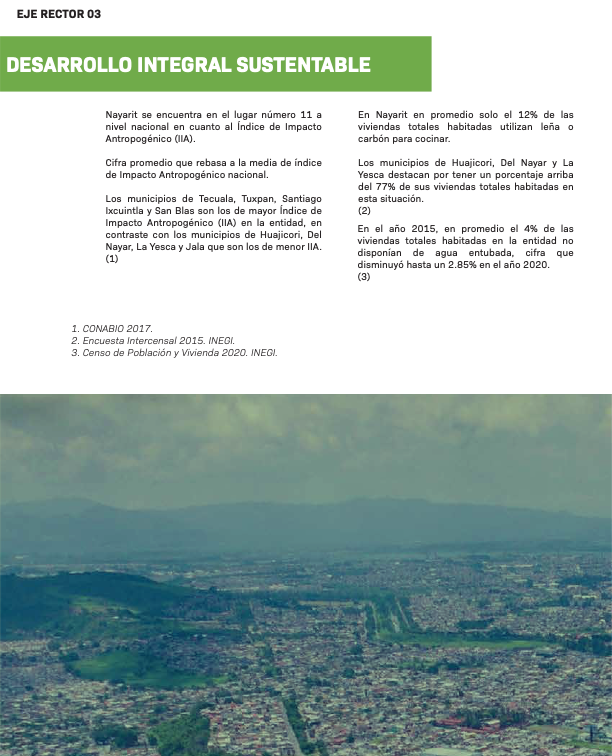 EJE RECTOR 03
DESARROLLO INTEGRAL SUSTENTABLE
Nayarit se encuentra en el lugar número 11 a
nivel nacional en cuanto al Índice de Impacto
Antropogénico (IIA).
Cifra promedio que rebasa a la media de índice
de Impacto Antropogénico nacional.
Los municipios de Tecuala, Tuxpan, Santiago
Ixcuintla y San Blas son los de mayor Índice de
Impacto Antropogénico (IIA) en la entidad, en
contraste con los municipios de Huajicori, Del
Nayar, La Yesca y Jala que son los de menor IIA.
(1)
En Nayarit en promedio solo el 12% de las
viviendas totales habitadas utilizan leña o
carbón para cocinar.
Los municipios de Huajicori, Del Nayar y La
Yesca destacan por tener un porcentaje arriba
del 77% de sus viviendas totales habitadas en
esta situación.
(2)
En el año 2015, en promedio el 4% de las
viviendas totales habitadas en la entidad no
disponían de agua entubada, cifra que
disminuyó hasta un 2.85% en el año 2020.
(3)
1. CONABIO 2017.
2. Encuesta Intercensal 2015. INEGI.
3. Censo de Población y Vivienda 2020. INEGI.